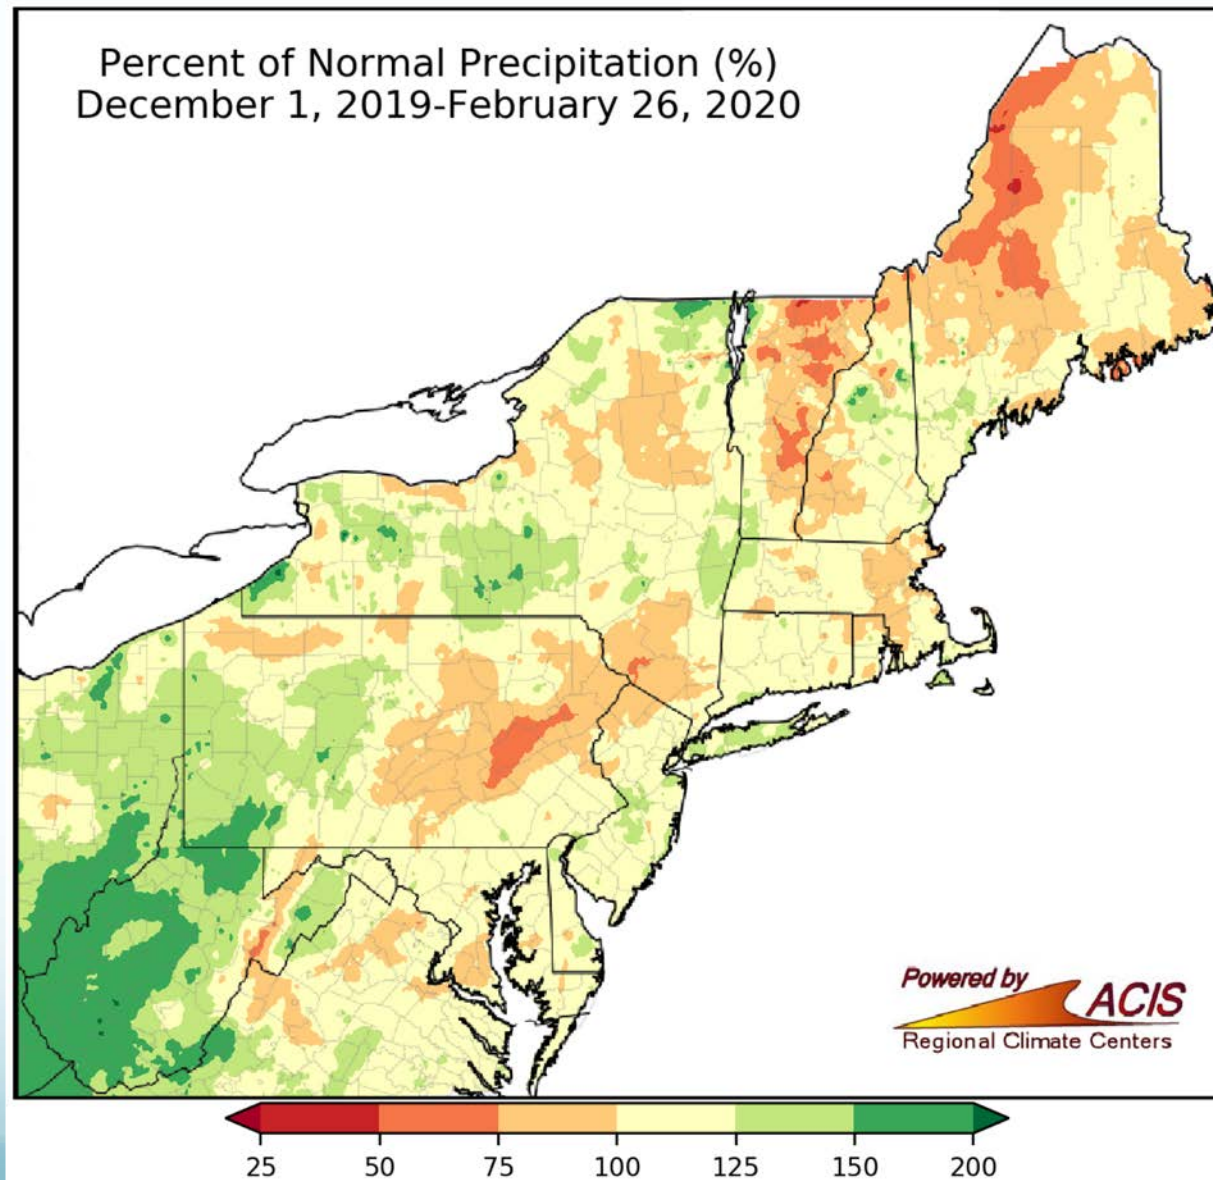 Percent of Normal Precipitation (%)
December 1, 2019-February 26, 2020
Powered by
ACIS
Regional Climate Centers
25 50 75 100 125 150 200